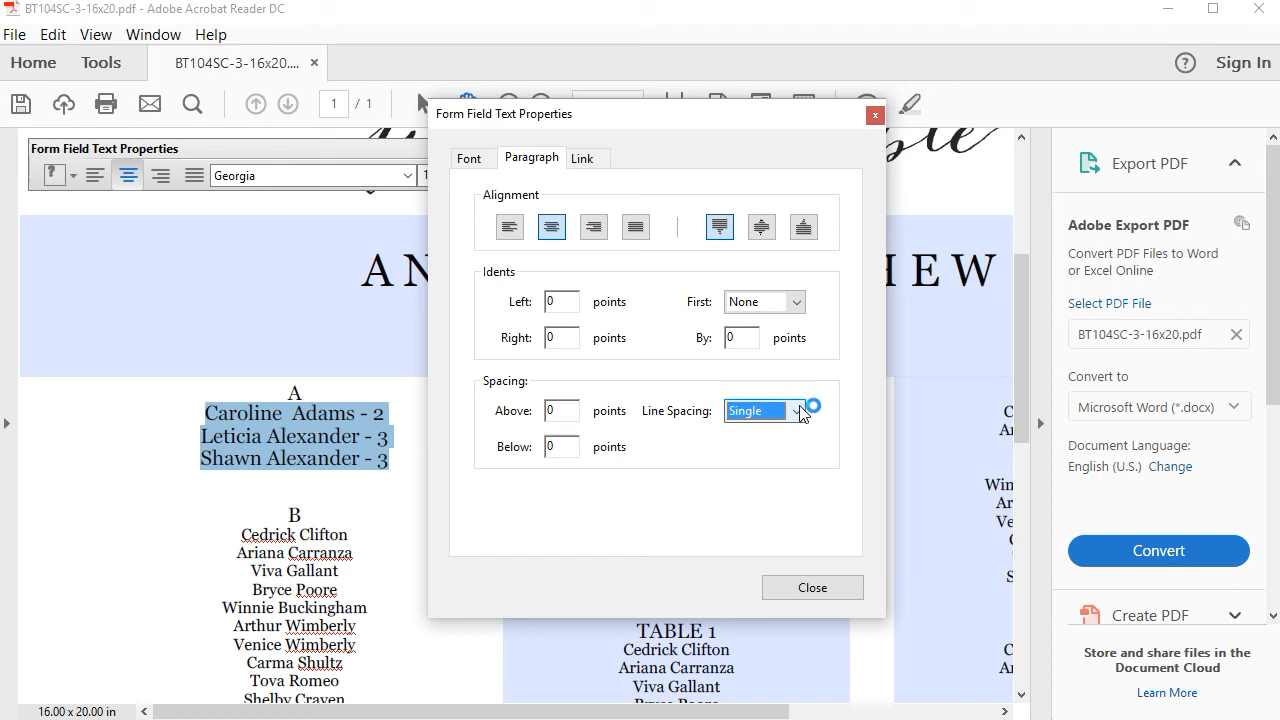 BT104SC-3-16x20.pdf - Adobe Acrobat Reader DC
File Edit View Window Help
Home Tools BT104SC-3-16x20.... × Sign In
1 / 1
Form Field Text Properties
Georgia
Form Field Text Properties
Font Paragraph Link
Alignment
Idents
Left: 0 points First: None
Right: 0 points By: 0 points
Spacing:
Above: 0 points Line Spacing: Single
Below: 0 points
Close
A
Caroline  Adams - 2
Leticia Alexander - 3
Shawn Alexander - 3
B
Cedrick Clifton
Ariana Carranza
Viva Gallant
Bryce Poore
Winnie Buckingham
Arthur Wimberly
Venice Wimberly
Carma Shultz
Tova Romeo
Shelby Craven
TABLE 1
Cedrick Clifton
Ariana Carranza
Viva Gallant
Export PDF
Adobe Export PDF
Convert PDF Files to Word
or Excel Online
Select PDF File
BT104SC-3-16x20.pdf
Convert to
Microsoft Word (*.docx)
Document Language:
English (U.S.) Change
Convert
Create PDF
Store and share files in the
Document Cloud
Learn More
16.00 x 20.00 in